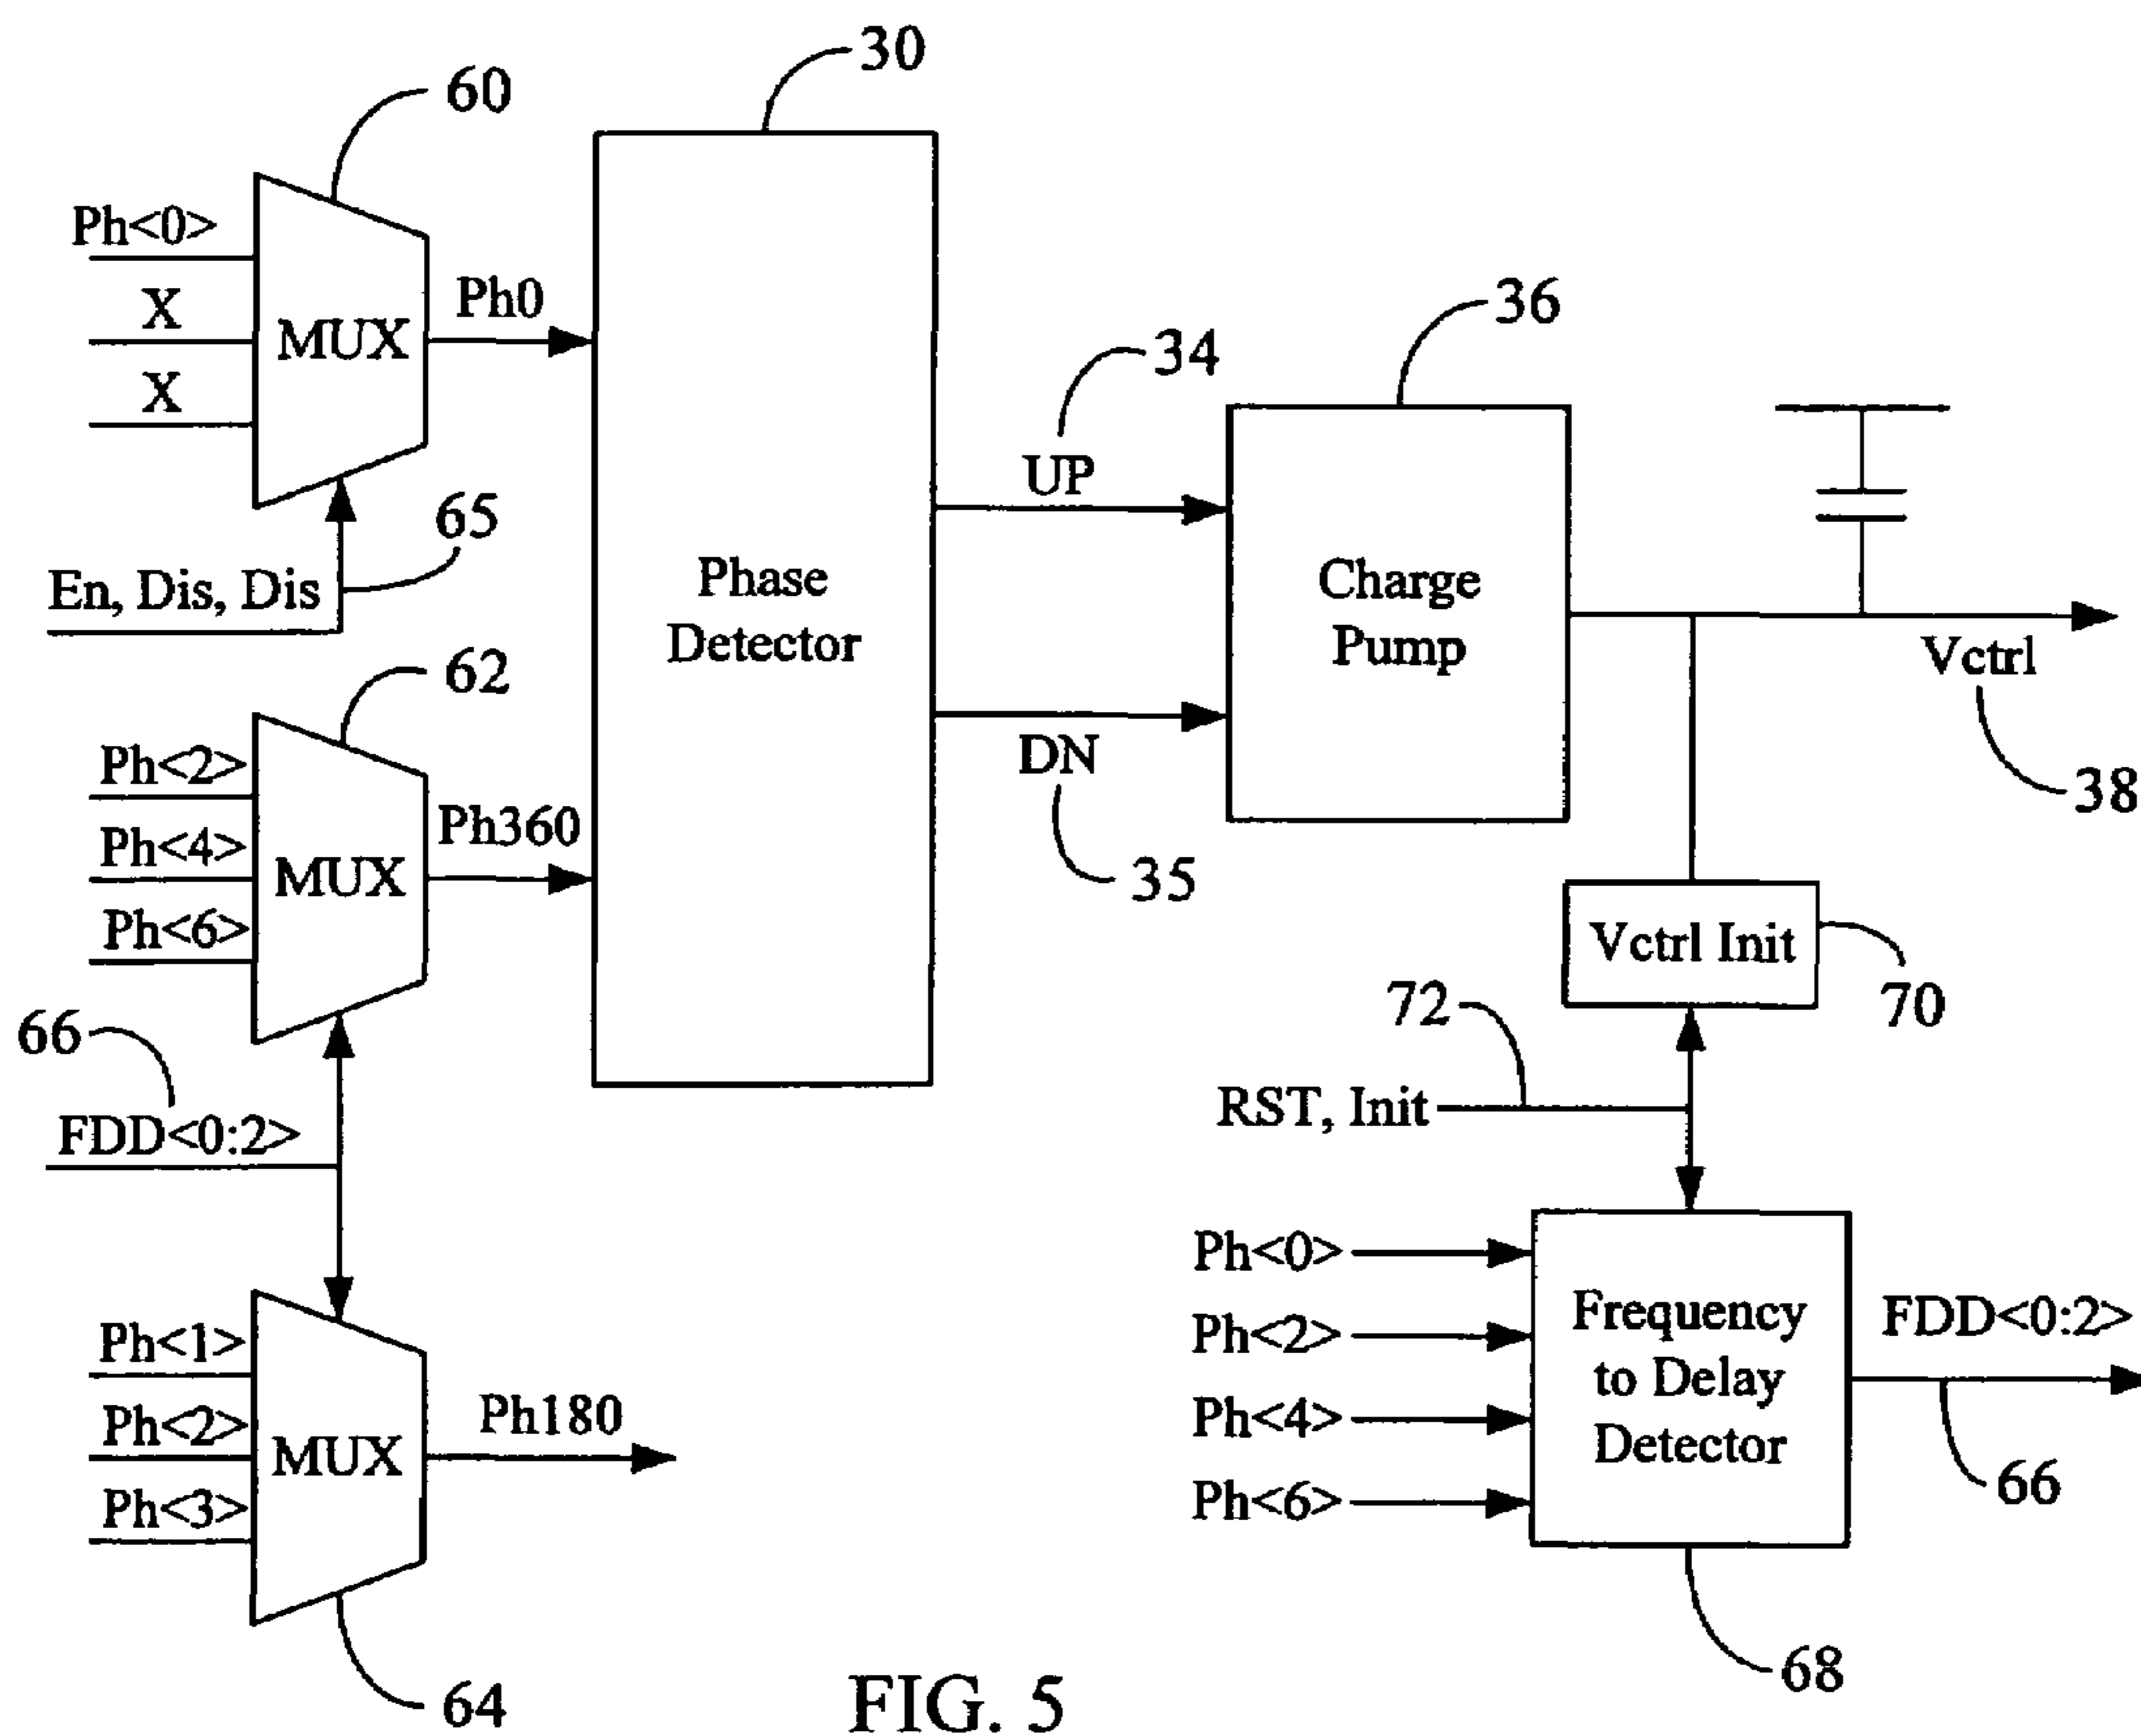 30
60
Ph<0>
X
X
MUX
Ph0
36
34
UP
65
En, Dis, Dis
Phase
Detector
Charge
Pump
Vctrl
38
62
Ph<2>
Ph<4>
Ph<6>
MUX
Ph360
DN
35
Vctrl Init
70
72
66
FDD<0:2>
RST, Init
Ph<0>
Ph<2>
Ph<4>
Ph<6>
Frequency
to Delay
Detector
FDD<0:2>
66
Ph<1>
Ph<2>
Ph<3>
MUX
Ph180
68
64
FIG. 5